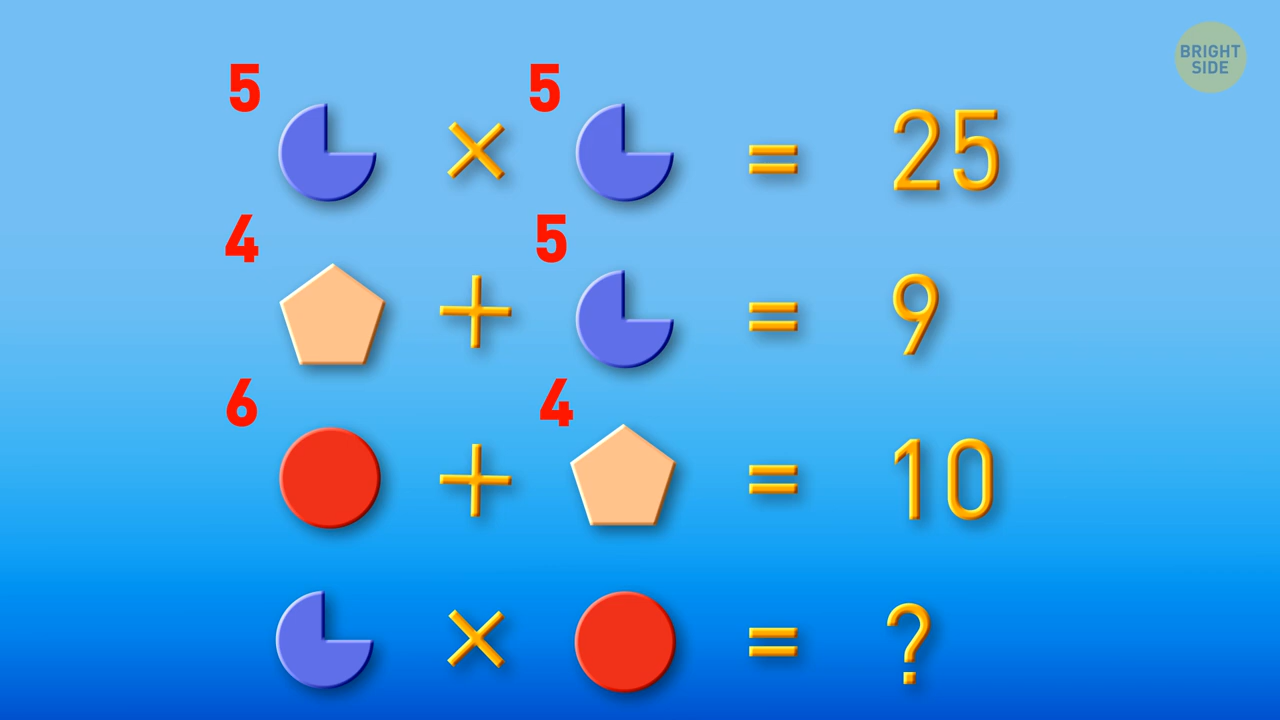 BRIGHT
SIDE
5 × 5 = 25
4 + 5 = 9
6 + 4 = 10
× = ?